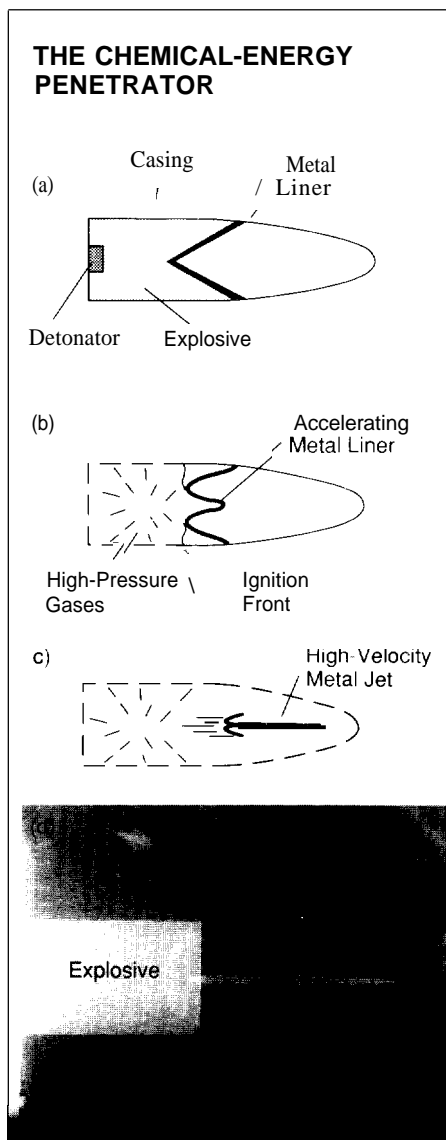 THE CHEMICAL-ENERGY
PENETRATOR
(a)
Casing
Metal
Liner
Detonator
Explosive
(b)
Accelerating
Metal Liner
High-Pressure
Gases
Ignition
Front
c)
High-Velocity
Metal Jet
Explosive